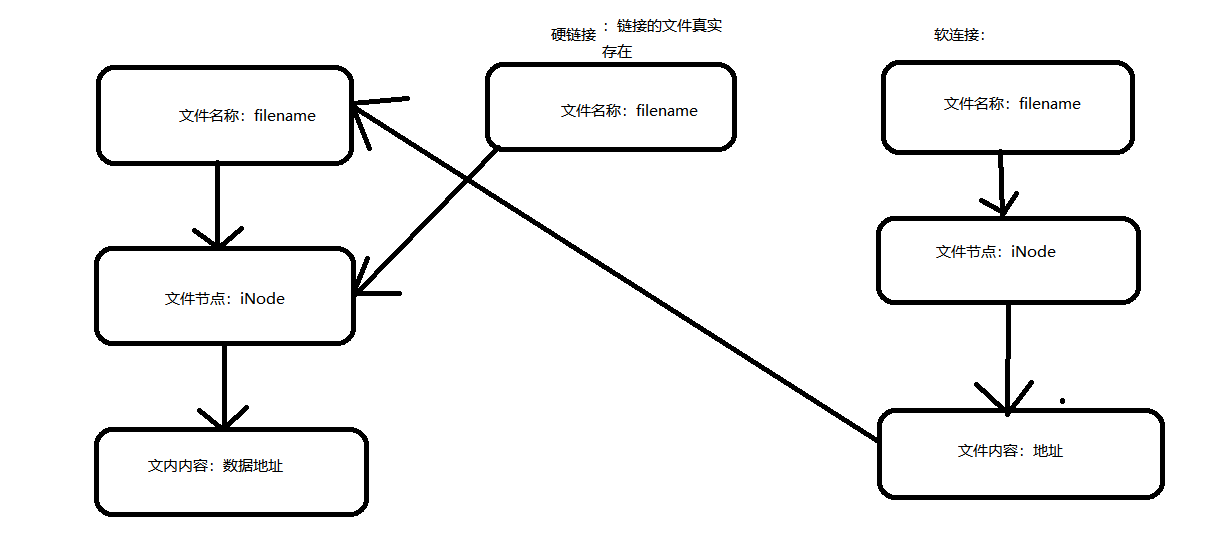 硬链接
：链接的文件真实
存在
软连接：
文件名称：filename
文件名称：filename
文件名称：filename
文件节点：iNode
文件节点：iNode
文内内容：数据地址
文件内容：地址